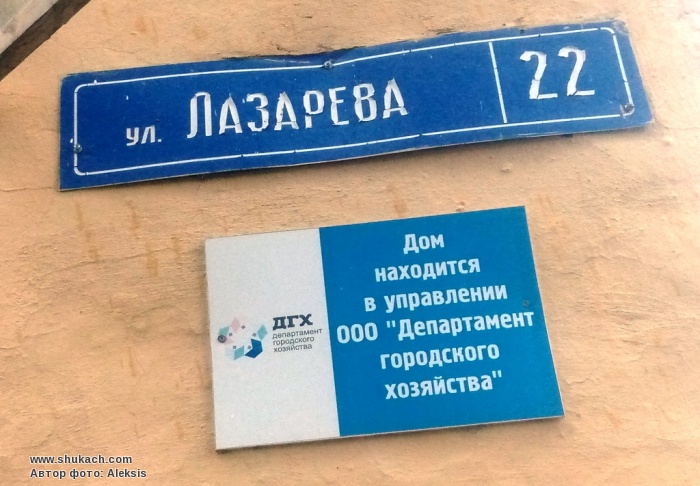 ул. ЛАЗАРЕВА 22
Дом
находится
в управлении
ООО "Департамент
городского
хозяйства"
ДГХ
департамент
городского
хозяйства
www.shukach.com
Автор фото: Aleksis